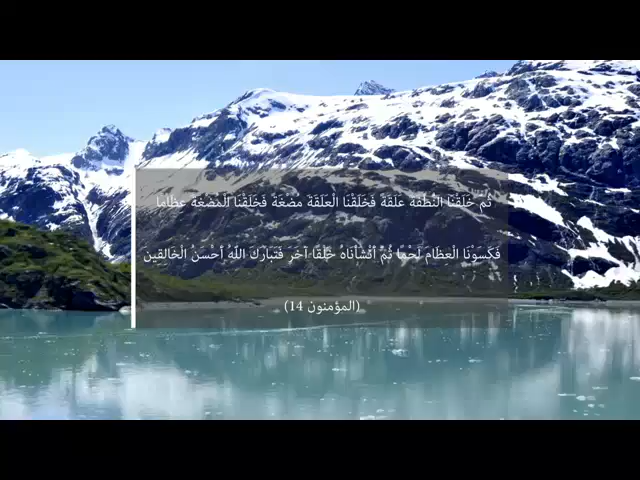 ثُمَّ خَلَقْنَا النُّطْفَةَ عَلَقَةً فَخَلَقْنَا الْعَلَقَةَ مُضْغَةً فَخَلَقْنَا الْمُضْغَةَ عِظَامًا
فَكَسَوْنَا الْعِظَامَ لَحْمًا ثُمَّ أَنْشَأْنَاهُ خَلْقًا آخَرَ فَتَبَارَكَ اللَّهُ أَحْسَنُ الْخَالِقِينَ
(المؤمنون 14)